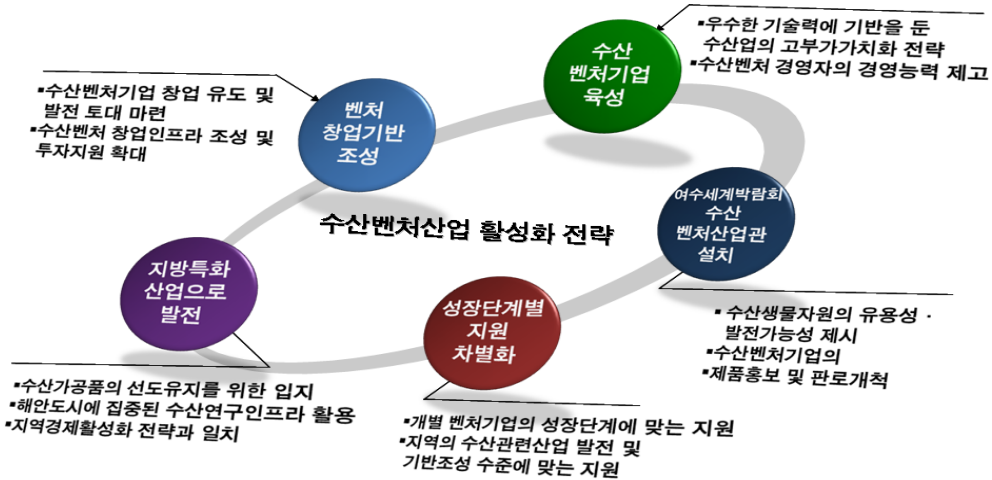 ▪수산벤처기업 창업 유도 및
발전 토대 마련
▪수산벤처 창업인프라 조성 및
투자지원 확대
벤처
창업기반
조성
수산
벤처기업
육성
▪우수한 기술력에 기반을 둔
수산업의 고부가가치화 전략
▪수산벤처 경영자의 경영능력 제고
수산벤처산업 활성화 전략
여수세계박람회
수산
벤처산업관
설치
▪수산생물자원의 유용성 ·
발전가능성 제시
▪수산벤처기업의
▪제품홍보 및 판로개척
지방특화
산업으로
발전
▪수산가공품의 선도유지를 위한 입지
▪해안도시에 집중된 수산연구인프라 활용
▪지역경제활성화 전략과 일치
성장단계별
지원
차별화
▪개별 벤처기업의 성장단계에 맞는 지원
▪지역의 수산관련산업 발전 및
기반조성 수준에 맞는 지원